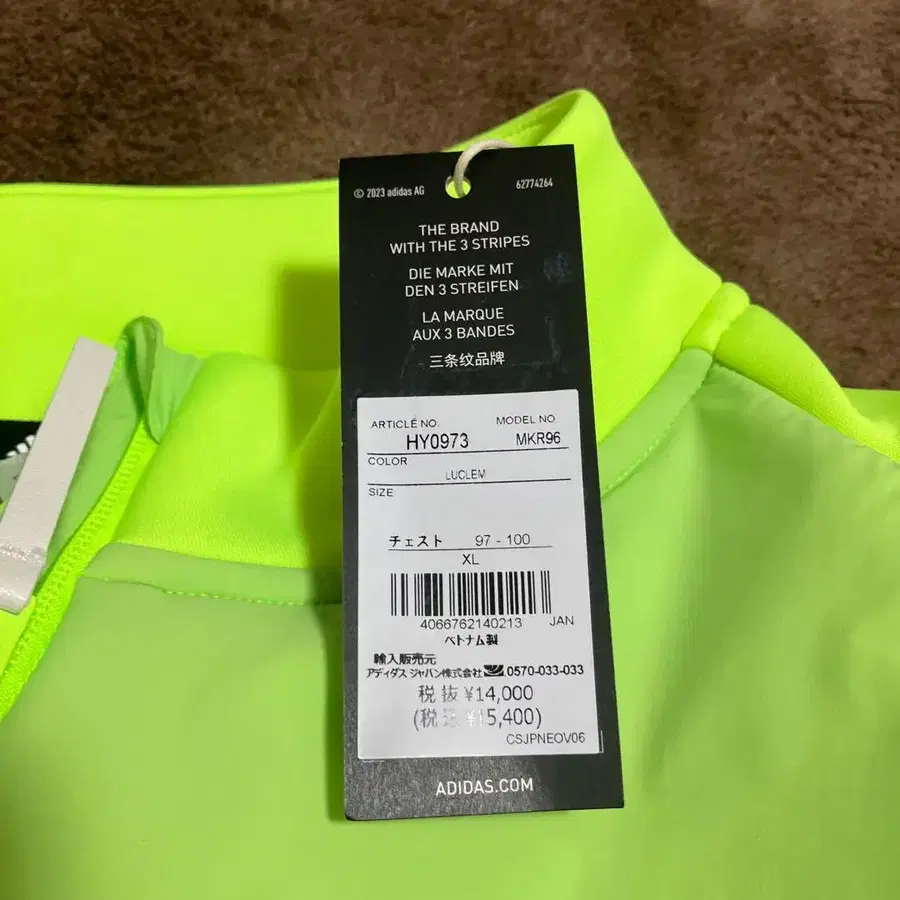 © 2023 adidas AG 62774264
THE BRAND
WITH THE 3 STRIPES
DIE MARKE MIT
DEN 3 STREIFEN
LA MARQUE
AUX 3 BANDES
三条纹品牌
ARTICLE NO. MODEL NO
HY0973 MKR96
COLOR
LUCLEM
SIZE
チェスト 97 - 100
XL
4066762140213 JAN
ベトナム製
輸入販売元
アディダス ジャパン株式会社 0570-033-033
税抜 ¥14,000
(税 ¥15,400)
CSJPNEOV06
ADIDAS.COM